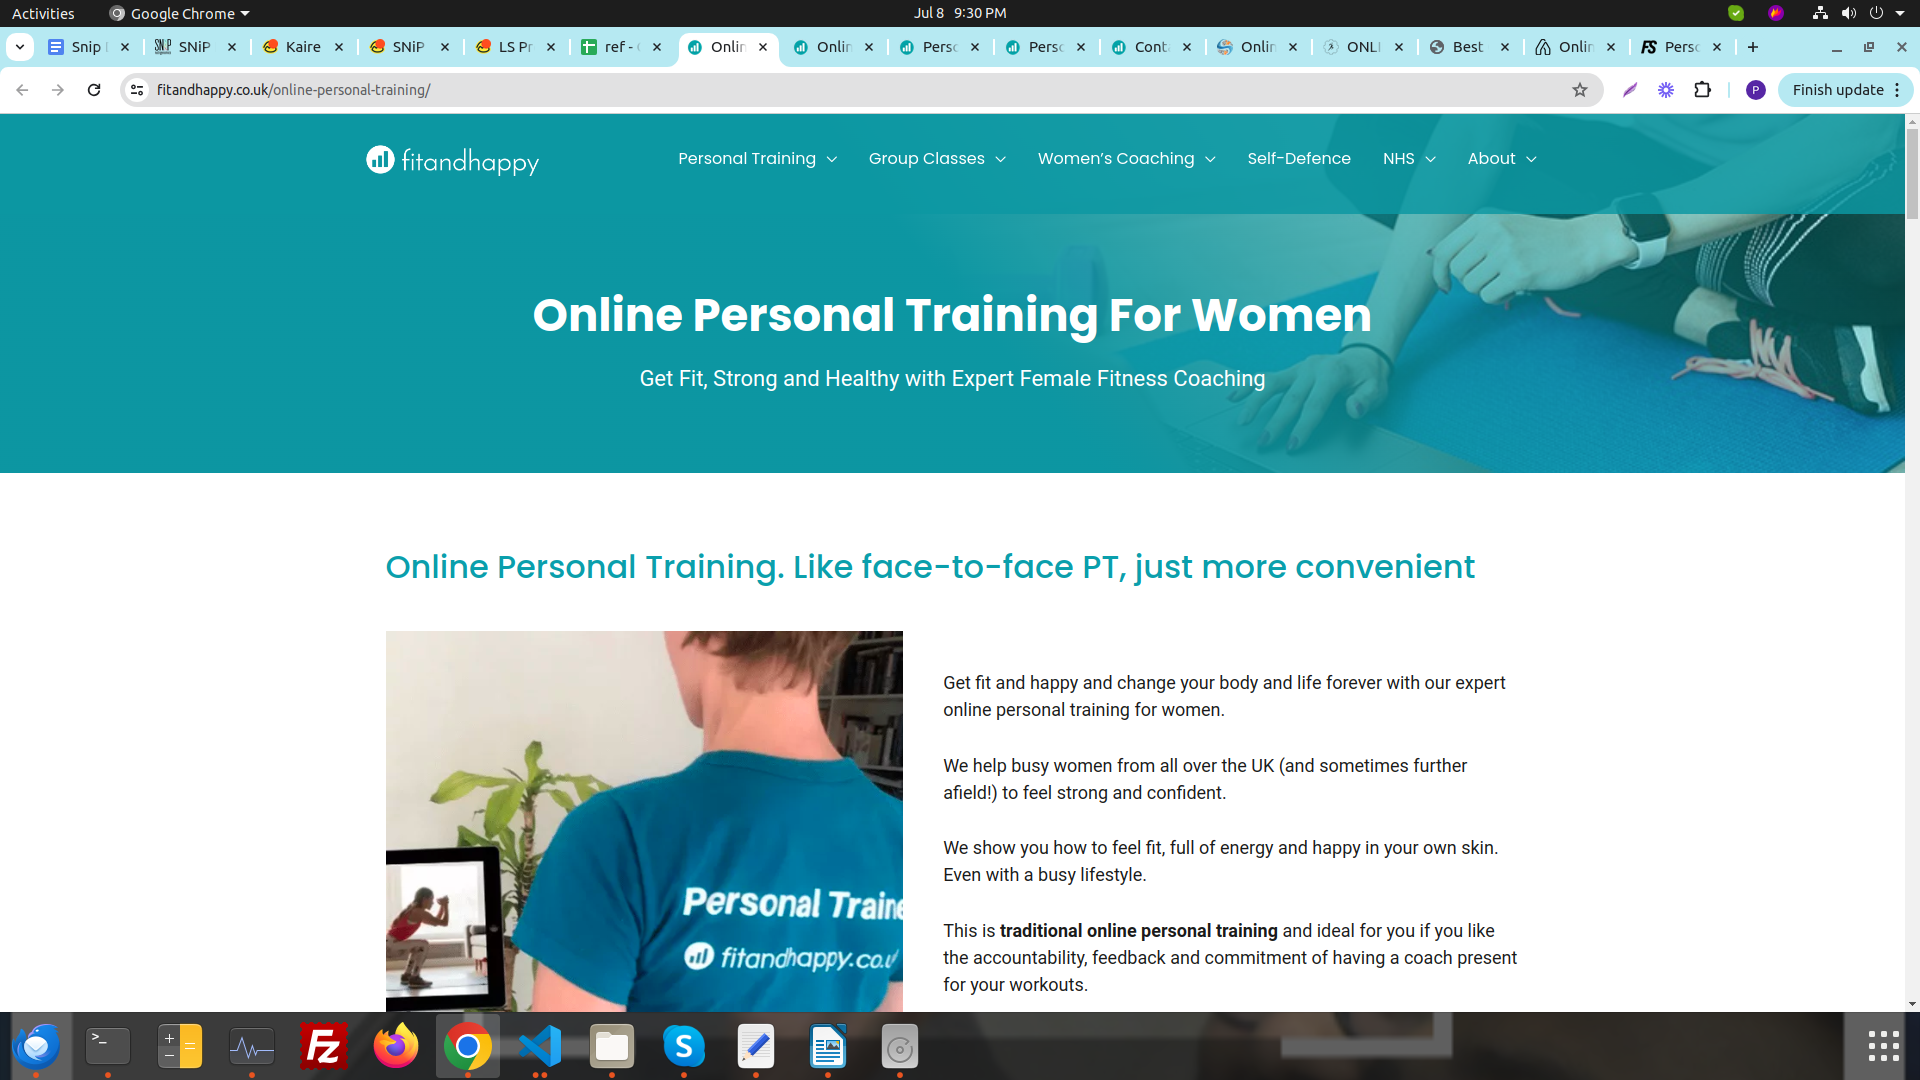 Activities
Google Chrome
Jul 8 9:30 PM
Snip
SNiP
Kaire
SNiP
LS Pr
ref -
Onlin
Onlin
Perso
Perso
Cont
Onlin
ONLI
Best
Onlin
Perso
fitandhappy.co.uk/online-personal-training/
P
Finish update
fitandhappy
Personal Training
Group Classes
Women’s Coaching
Self-Defence
NHS
About
Online Personal Training For Women
Get Fit, Strong and Healthy with Expert Female Fitness Coaching
Online Personal Training. Like face-to-face PT, just more convenient
Get fit and happy and change your body and life forever with our expert
online personal training for women.
We help busy women from all over the UK (and sometimes further
afield!) to feel strong and confident.
We show you how to feel fit, full of energy and happy in your own skin.
Even with a busy lifestyle.
This is traditional online personal training and ideal for you if you like
the accountability, feedback and commitment of having a coach present
for your workouts.
Personal Traine
fitandhappy.co.u